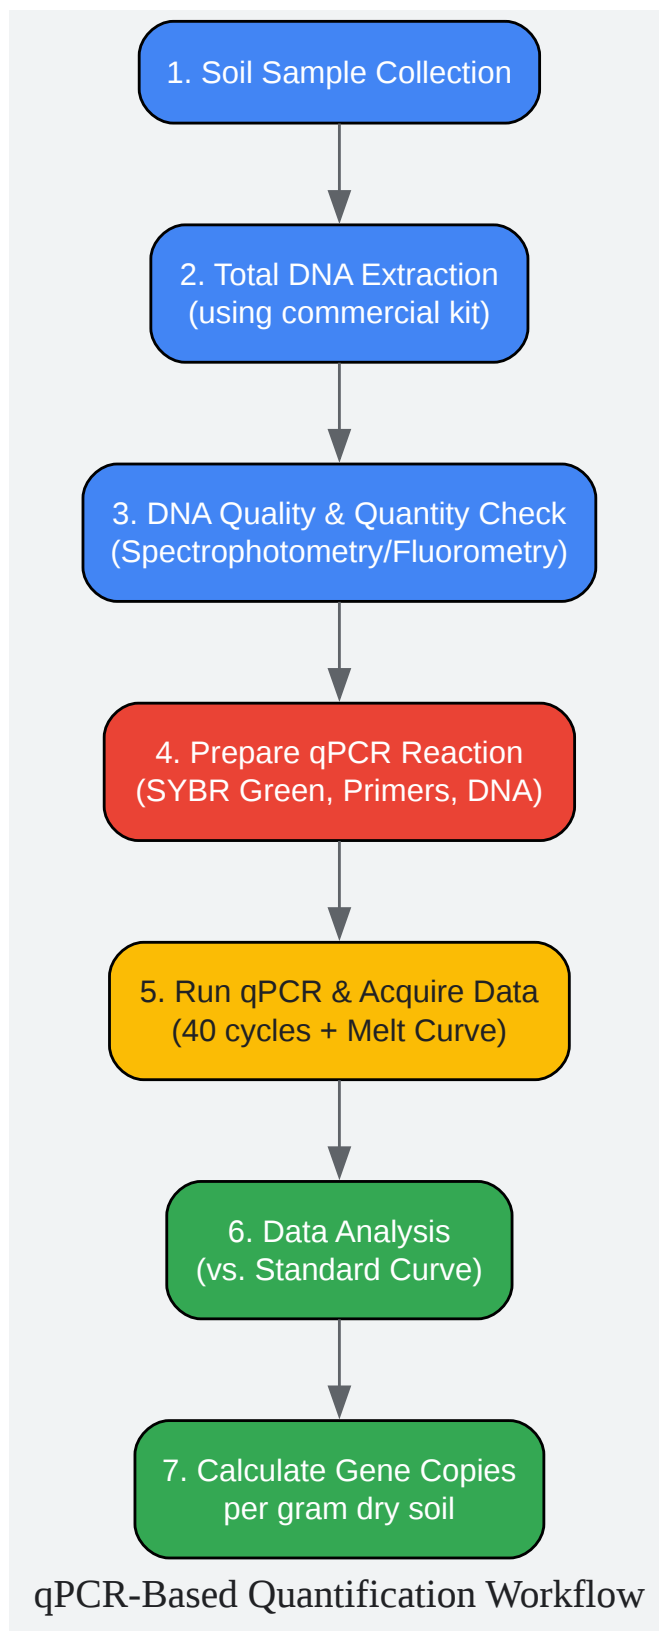 1. Soil Sample Collection
2. Total DNA Extraction
(using commercial kit)
3. DNA Quality & Quantity Check
(Spectrophotometry/Fluorometry)
4. Prepare qPCR Reaction
(SYBR Green, Primers, DNA)
5. Run qPCR & Acquire Data
(40 cycles + Melt Curve)
6. Data Analysis
(vs. Standard Curve)
7. Calculate Gene Copies
per gram dry soil
qPCR-Based Quantification Workflow